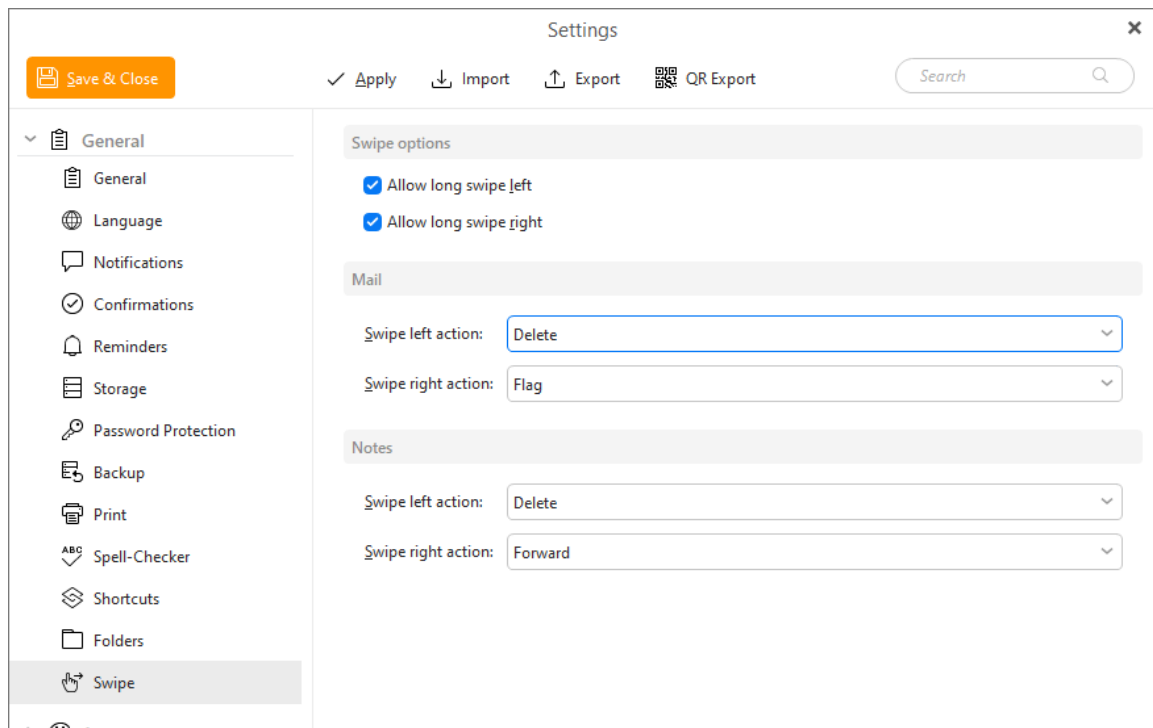 Settings
Save & Close
Apply
Import
Export
QR Export
Search
General
General
Language
Notifications
Confirmations
Reminders
Storage
Password Protection
Backup
Print
ABC
Spell-Checker
Shortcuts
Folders
Swipe
Swipe options
Allow long swipe left
Allow long swipe right
Mail
Swipe left action: Delete
Swipe right action: Flag
Notes
Swipe left action: Delete
Swipe right action: Forward